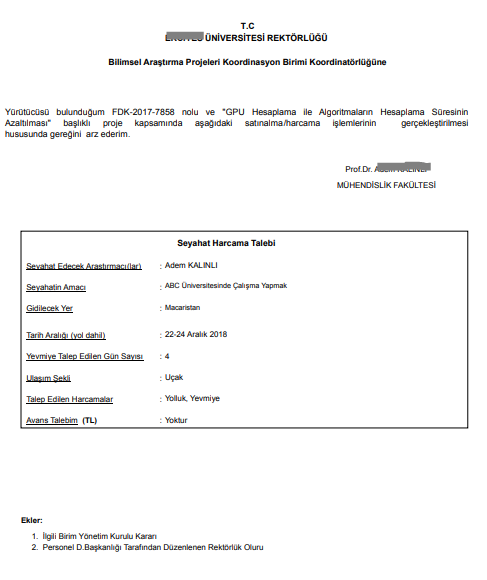 T.C
ÜNİVERSİTESİ REKTÖRLÜĞÜ
Bilimsel Araştırma Projeleri Koordinasyon Birimi Koordinatörlüğüne
Yürütücüsü bulunduğum FDK-2017-7858 nolu ve "GPU Hesaplama ile Algoritmaların Hesaplama Süresinin
Azaltılması" başlıklı proje kapsamında aşağıdaki satınalma/harcama işlemlerinin gerçekleştirilmesi
hususunda gereğini arz ederim.
Prof.Dr.
MÜHENDİSLİK FAKÜLTESİ
Seyahat Harcama Talebi
Seyahat Edecek Araştırmacı(lar) : Adem KALINLI
Seyahatin Amacı : ABC Üniversitesinde Çalışma Yapmak
Gidilecek Yer : Macaristan
Tarih Aralığı (yol dahil) : 22-24 Aralık 2018
Yevmiye Talep Edilen Gün Sayısı : 4
Ulaşım Şekli : Uçak
Talep Edilen Harcamalar : Yolluk, Yevmiye
Avans Talebim (TL) : Yoktur
Ekler:
1. İlgili Birim Yönetim Kurulu Kararı
2. Personel D.Başkanlığı Tarafından Düzenlenen Rektörlük Oluru